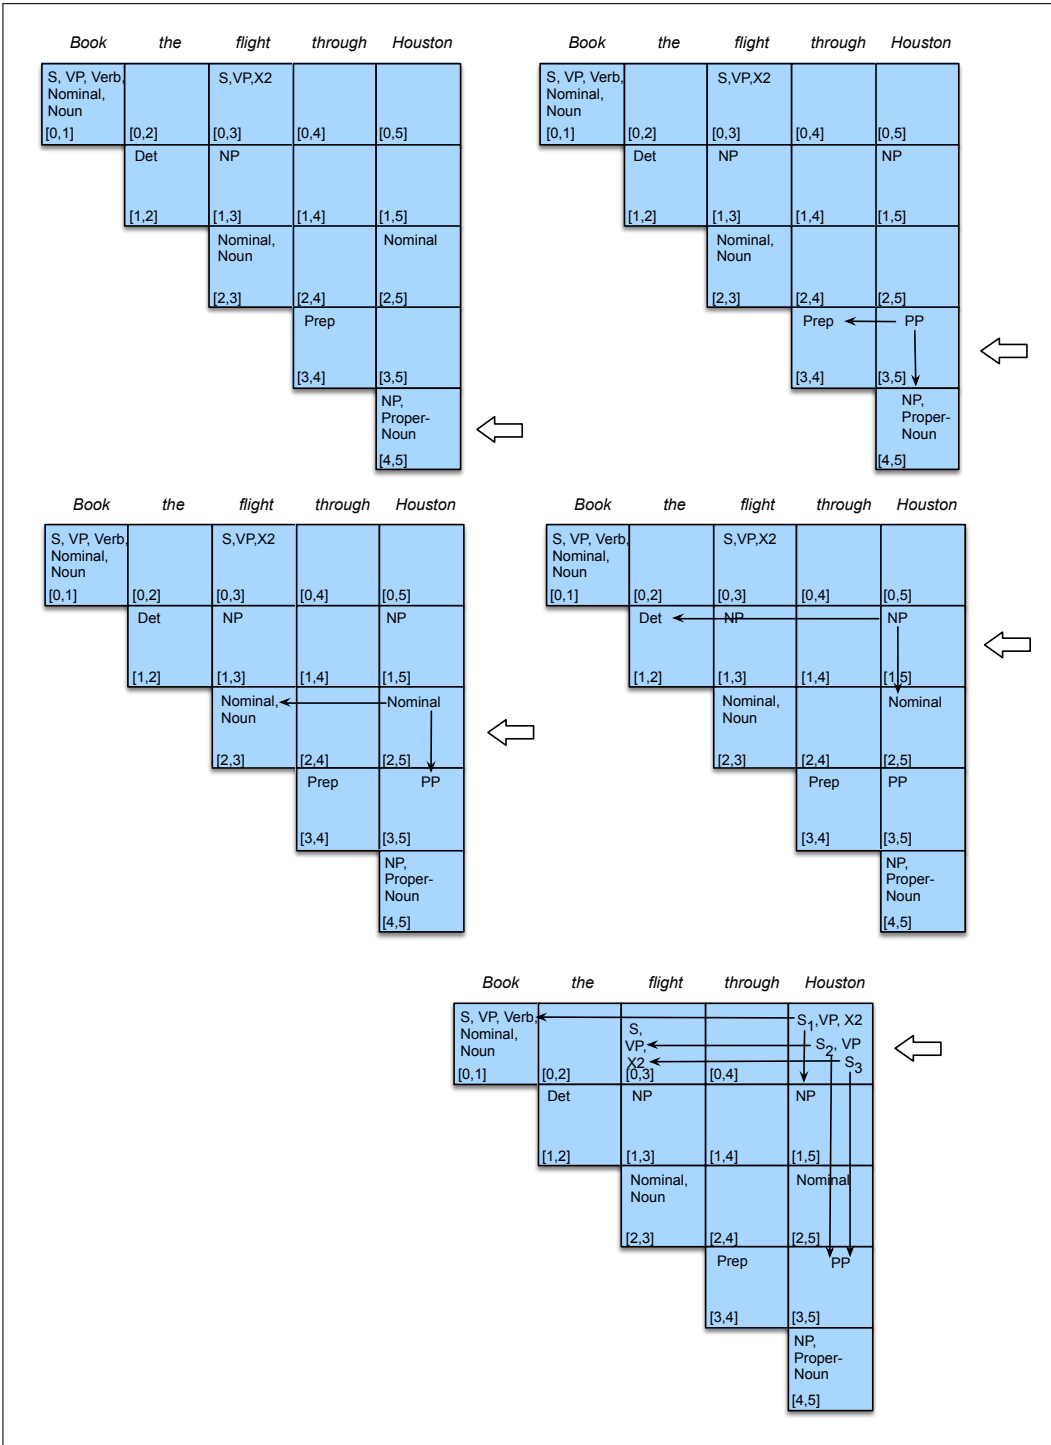 Book the flight through Houston
S, VP, Verb,
Nominal,
Noun
S,VP,X2
[0,1] [0,2] [0,3] [0,4] [0,5]
Det NP
[1,2] [1,3] [1,4] [1,5]
Nominal,
Noun
Nominal
[2,3] [2,4] [2,5]
Prep
[3,4] [3,5]
NP,
Proper-
Noun
[4,5]
Book the flight through Houston
S, VP, Verb,
Nominal,
Noun
S,VP,X2
[0,1] [0,2] [0,3] [0,4] [0,5]
Det NP NP
[1,2] [1,3] [1,4] [1,5]
Nominal,
Noun
[2,3] [2,4] [2,5]
Prep PP
[3,4] [3,5]
NP,
Proper-
Noun
[4,5]
Book the flight through Houston
S, VP, Verb,
Nominal,
Noun
S,VP,X2
[0,1] [0,2] [0,3] [0,4] [0,5]
Det NP NP
[1,2] [1,3] [1,4] [1,5]
Nominal,
Noun
Nominal
[2,3] [2,4] [2,5]
Prep PP
[3,4] [3,5]
NP,
Proper-
Noun
[4,5]
Book the flight through Houston
S, VP, Verb,
Nominal,
Noun
S,VP,X2
[0,1] [0,2] [0,3] [0,4] [0,5]
Det NP NP
[1,2] [1,3] [1,4] [1,5]
Nominal,
Noun
Nominal
[2,3] [2,4] [2,5]
Prep PP
[3,4] [3,5]
NP,
Proper-
Noun
[4,5]
Book the flight through Houston
S, VP, Verb,
Nominal,
Noun
S,
VP,
X2
S1,VP, X2
S2, VP
S3
[0,1] [0,2] [0,3] [0,4]
Det NP NP
[1,2] [1,3] [1,4] [1,5]
Nominal,
Noun
Nominal
[2,3] [2,4] [2,5]
Prep PP
[3,4] [3,5]
NP,
Proper-
Noun
[4,5]